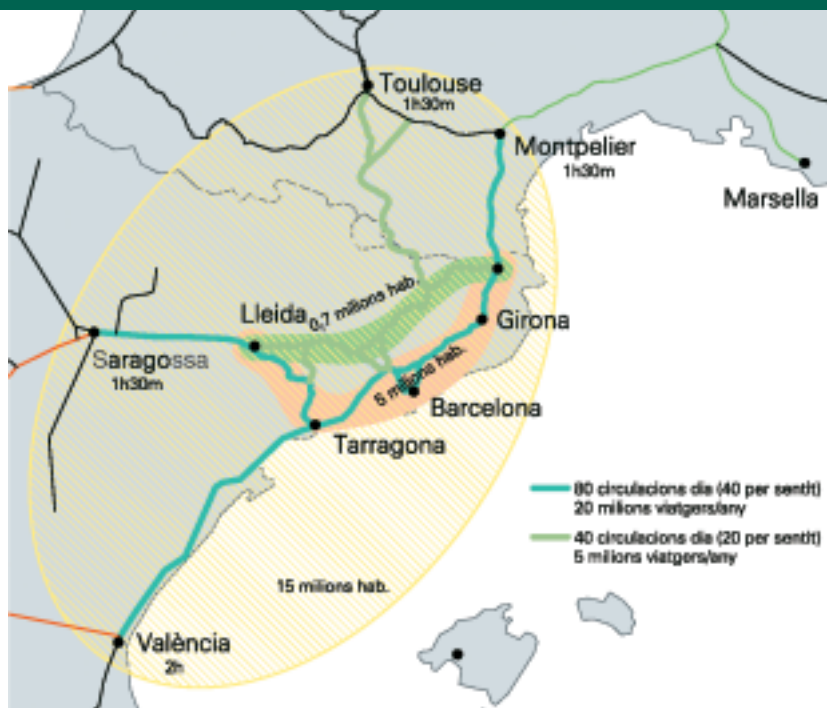 Toulouse
1h30m
Montpelier
1h30m
Marsella
Lleida
0,7 milions hab.
Girona
Saragossa
1h30m
5 milions hab.
Barcelona
Tarragona
80 circulacions dia (40 per sentit)
20 milions viatgers/any
40 circulacions dia (20 per sentit)
5 milions viatgers/any
15 milions hab.
València
2h